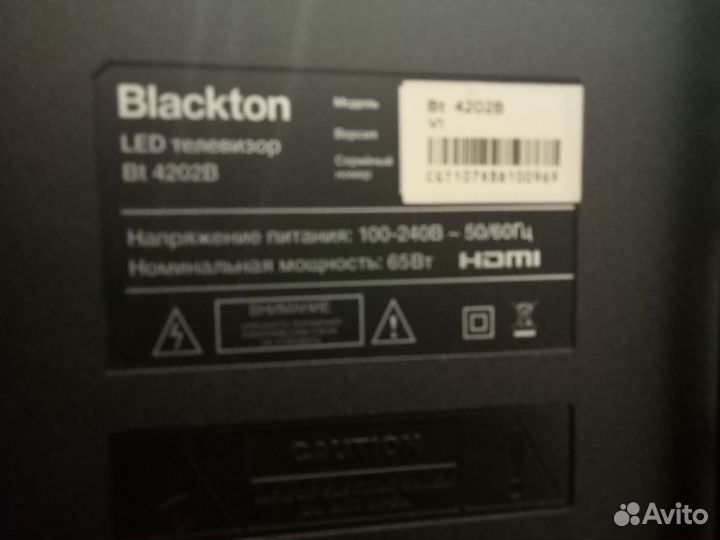 Blackton
LED телевизор
Bt 4202B
Модель
Версия
Серийный
номер
Bt 4202B
V1
Напряжение питания: 100-240В ~ 50/60Гц
Номинальная мощность: 65Вт HDMI
ВНИМАНИЕ
CAUTION
Avito